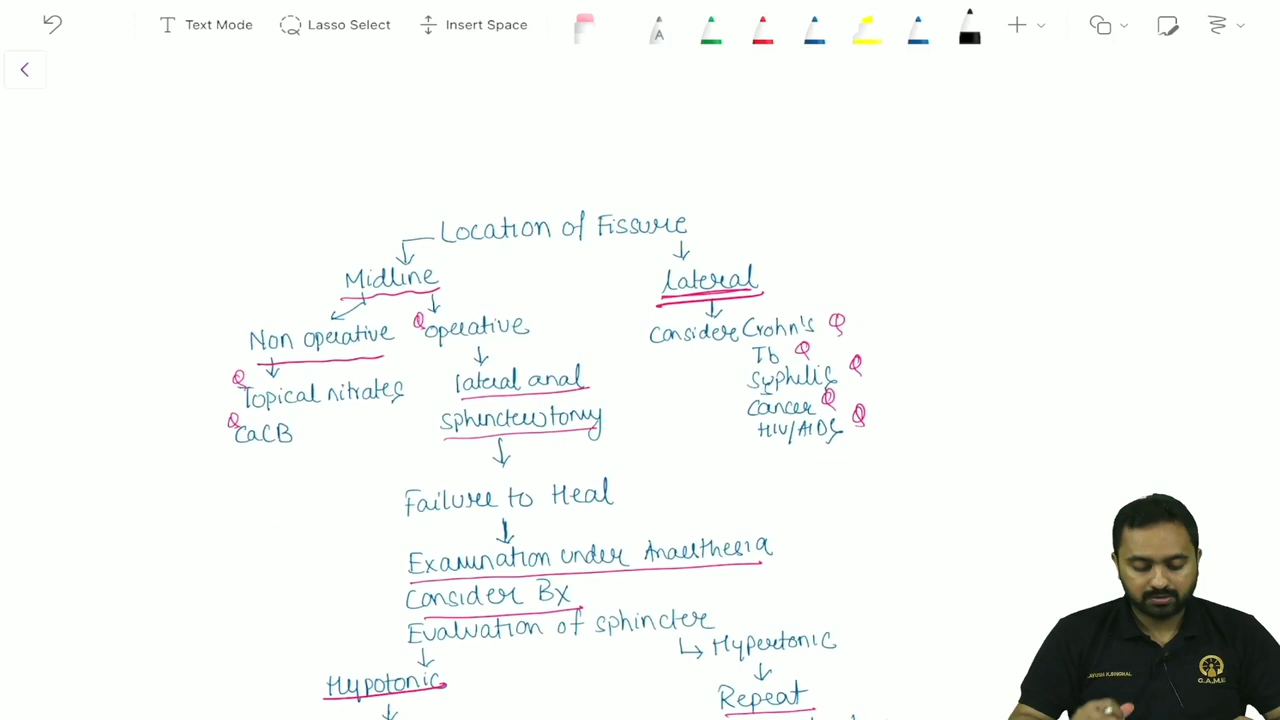 Text Mode
Lasso Select
Insert Space
A
Location of Fissure
Midline
Lateral
Non operative
Q operative
Consider Crohn's Q
Tb Q
Syphilis Q
Cancer Q
HIV/AIDS Q
Q Topical nitrates
Q CaCB
lateral anal
sphincterotomy
Failure to Heal
Examination under Anaesthesia
Consider Bx
Evaluation of sphincter
Hypertonic
Hypotonic
Repeat
G.A.M.E